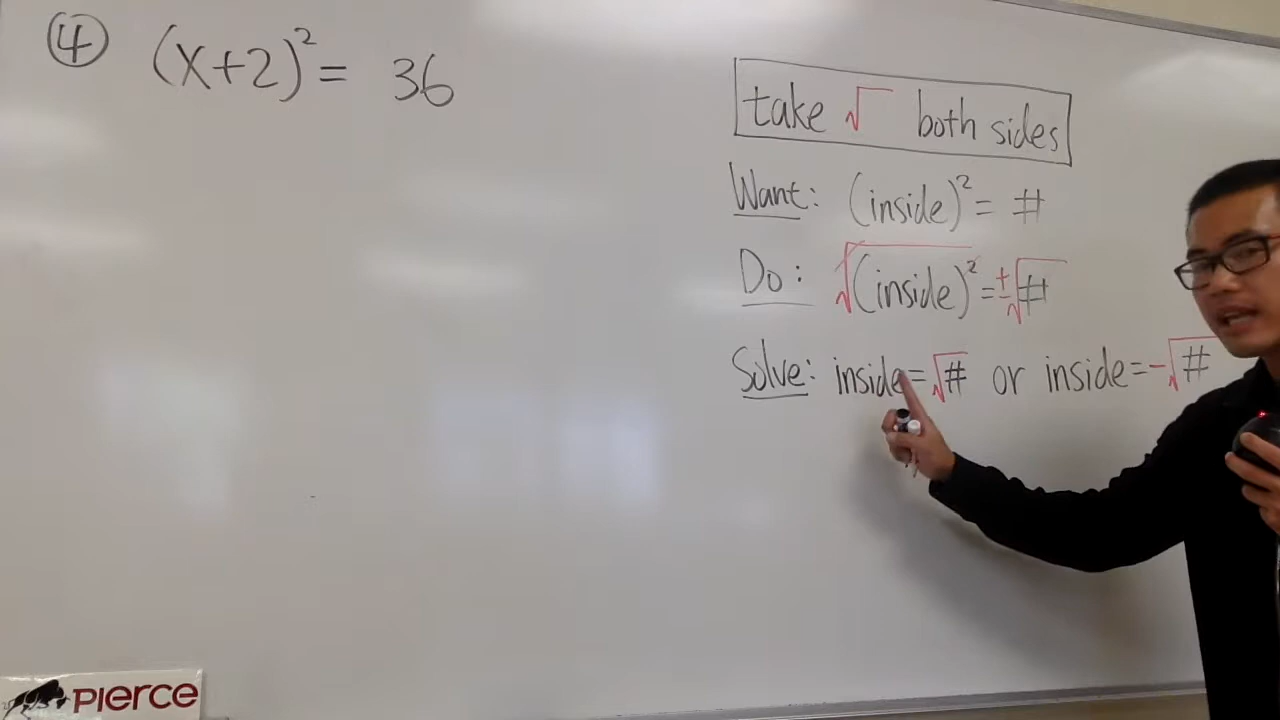 ④ (x+2)² = 36
take √ both sides
Want: (inside)² = #
Do: √(inside)² = ±√#
Solve: inside = √# or inside = -√#
PIERCE